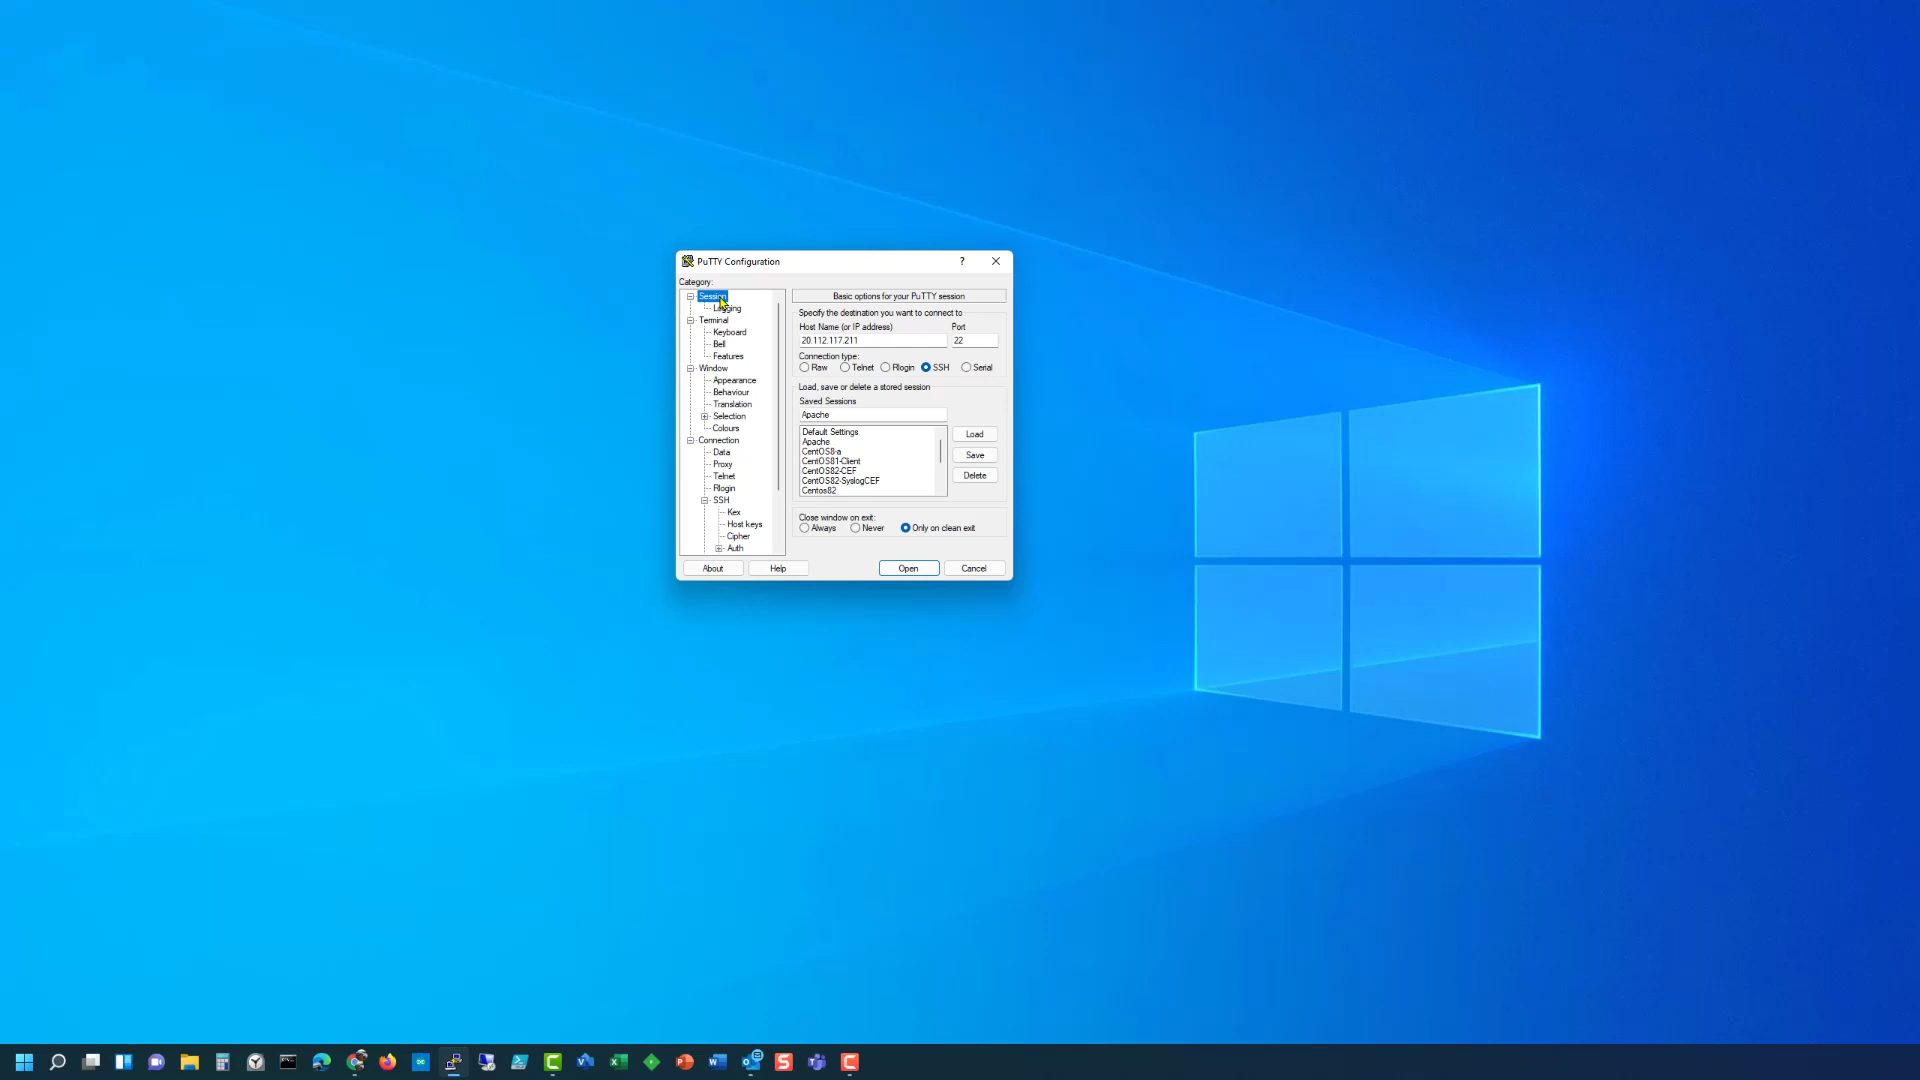 PuTTY Configuration
?
Category:
Session
Logging
Terminal
Keyboard
Bell
Features
Window
Appearance
Behaviour
Translation
Selection
Colours
Connection
Data
Proxy
Telnet
Rlogin
SSH
Kex
Host keys
Cipher
Auth
Basic options for your PuTTY session
Specify the destination you want to connect to
Host Name (or IP address) Port
20.112.117.211 22
Connection type:
Raw Telnet Rlogin SSH Serial
Load, save or delete a stored session
Saved Sessions
Apache
Default Settings
Apache
CentOS8-a
CentOS81-Client
CentOS82-CEF
CentOS82-SyslogCEF
Centos82
Load
Save
Delete
Close window on exit:
Always Never Only on clean exit
About Help Open Cancel